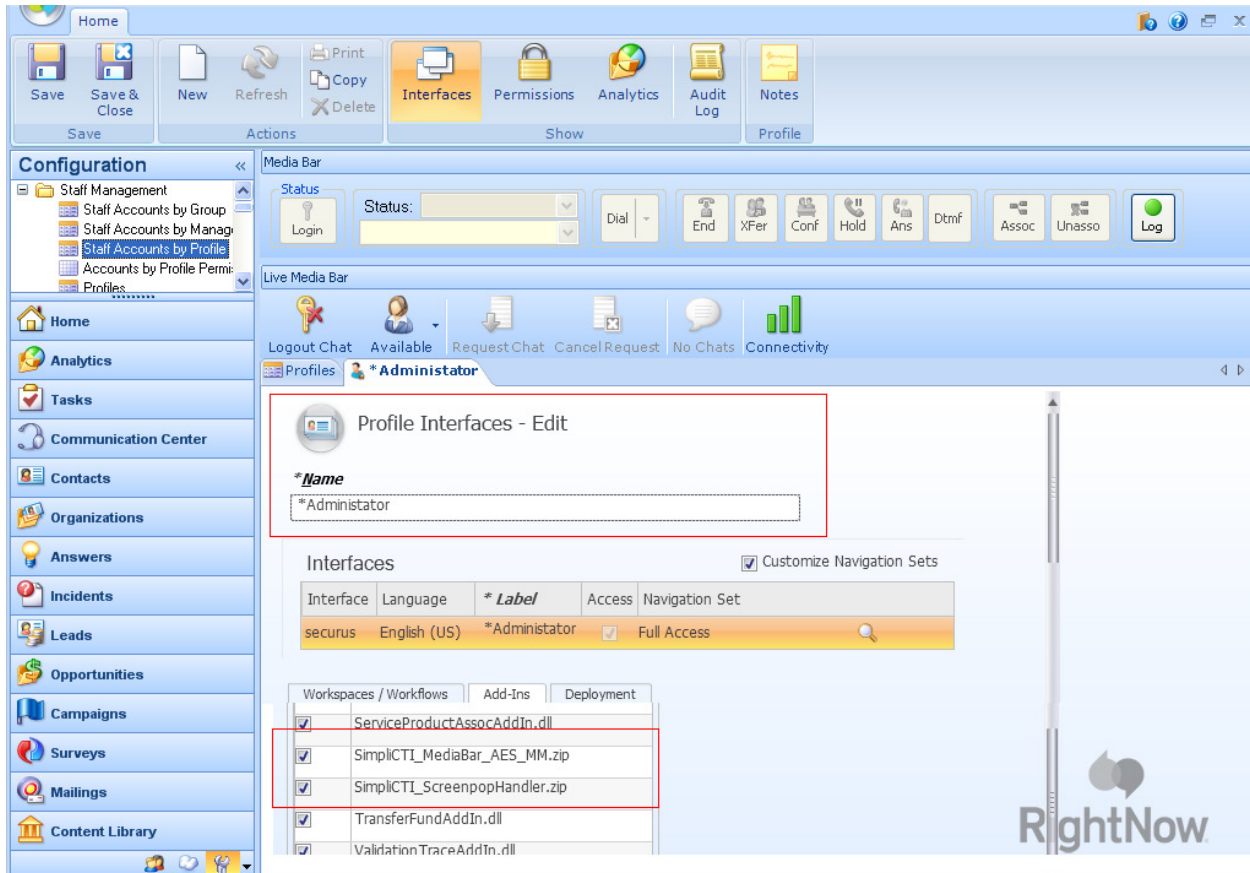 Home
Save
Save & Close
New
Refresh
Print
Copy
Delete
Interfaces
Permissions
Analytics
Audit Log
Notes
Save
Actions
Show
Profile
Configuration «
Staff Management
Staff Accounts by Group
Staff Accounts by Manag
Staff Accounts by Profile
Accounts by Profile Permi
Profiles
Home
Analytics
Tasks
Communication Center
Contacts
Organizations
Answers
Incidents
Leads
Opportunities
Campaigns
Surveys
Mailings
Content Library
Media Bar
Status
Login
Status:
Dial
End
XFer
Conf
Hold
Ans
Dtmf
Assoc
Unasso
Log
Live Media Bar
Logout Chat
Available
Request Chat
Cancel Request
No Chats
Connectivity
Profiles
*Administator
Profile Interfaces - Edit
*Name
*Administator
Interfaces
Customize Navigation Sets
Interface Language * Label Access Navigation Set
securus English (US) *Administator Full Access
Workspaces / Workflows Add-Ins Deployment
ServiceProductAssocAddIn.dll
SimpliCTI_MediaBar_AES_MM.zip
SimpliCTI_ScreenpopHandler.zip
TransferFundAddIn.dll
ValidationTraceAddIn.dll
RightNow